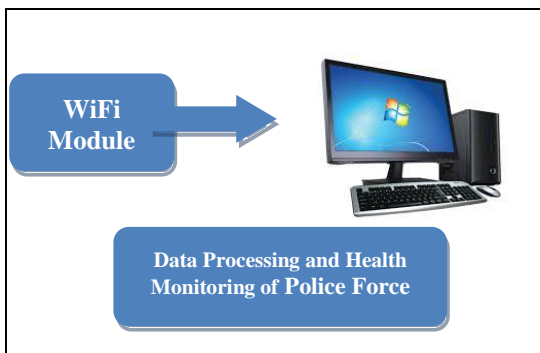 WiFi
Module
Data Processing and Health
Monitoring of Police Force